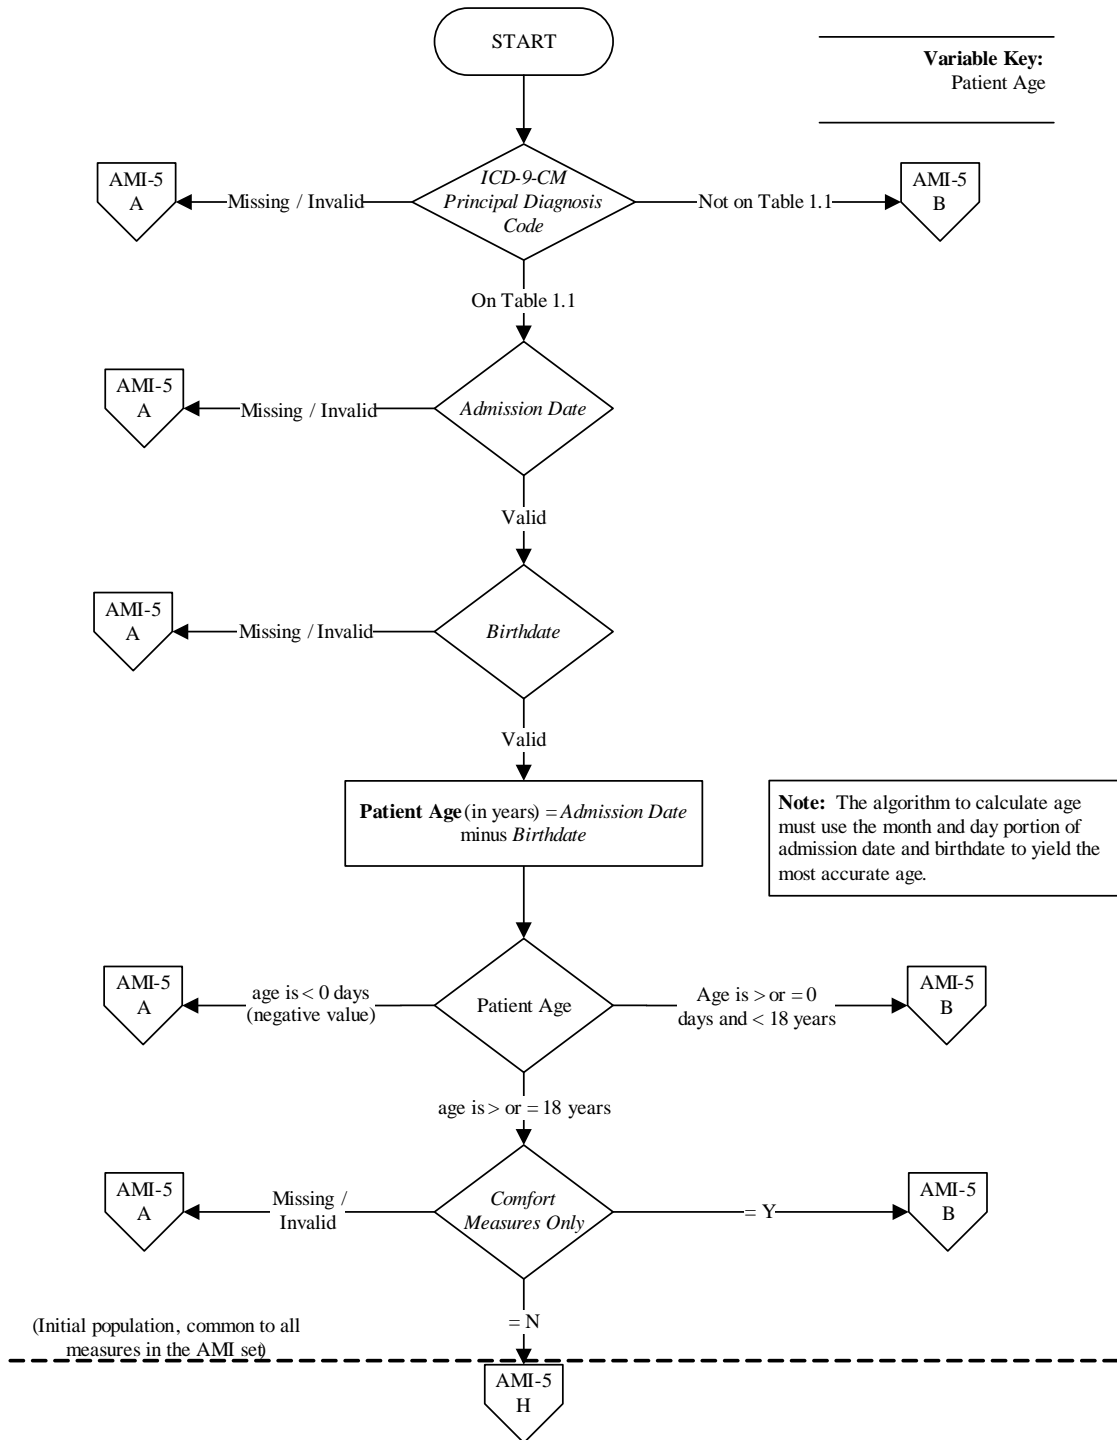 START
Variable Key:
Patient Age
AMI-5
A
Missing / Invalid
ICD-9-CM
Principal Diagnosis
Code
Not on Table 1.1
AMI-5
B
On Table 1.1
AMI-5
A
Missing / Invalid
Admission Date
Valid
AMI-5
A
Missing / Invalid
Birthdate
Valid
Patient Age (in years) = Admission Date
minus Birthdate
Note: The algorithm to calculate age
must use the month and day portion of
admission date and birthdate to yield the
most accurate age.
AMI-5
A
age is < 0 days
(negative value)
Patient Age
Age is > or = 0
days and < 18 years
AMI-5
B
age is > or = 18 years
AMI-5
A
Missing /
Invalid
Comfort
Measures Only
= Y
AMI-5
B
= N
(Initial population, common to all
measures in the AMI set)
AMI-5
H